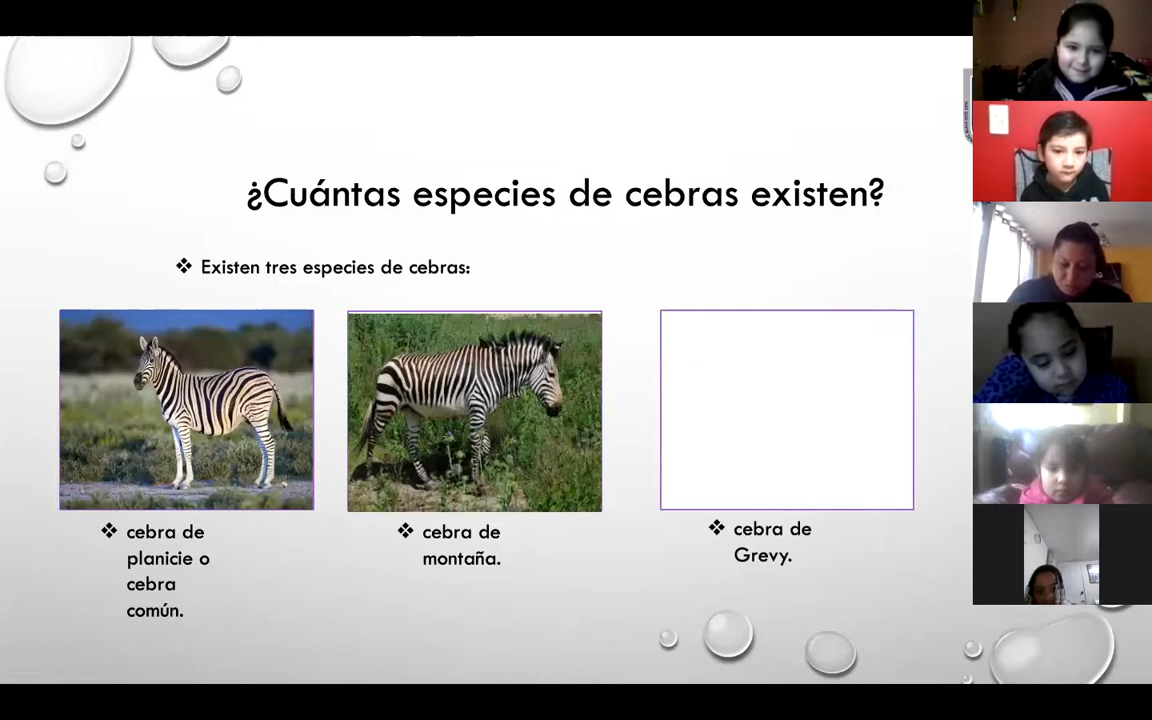 ¿Cuántas especies de cebras existen?
❖ Existen tres especies de cebras:
❖ cebra de
planicie o
cebra
común.
❖ cebra de
montaña.
❖ cebra de
Grevy.